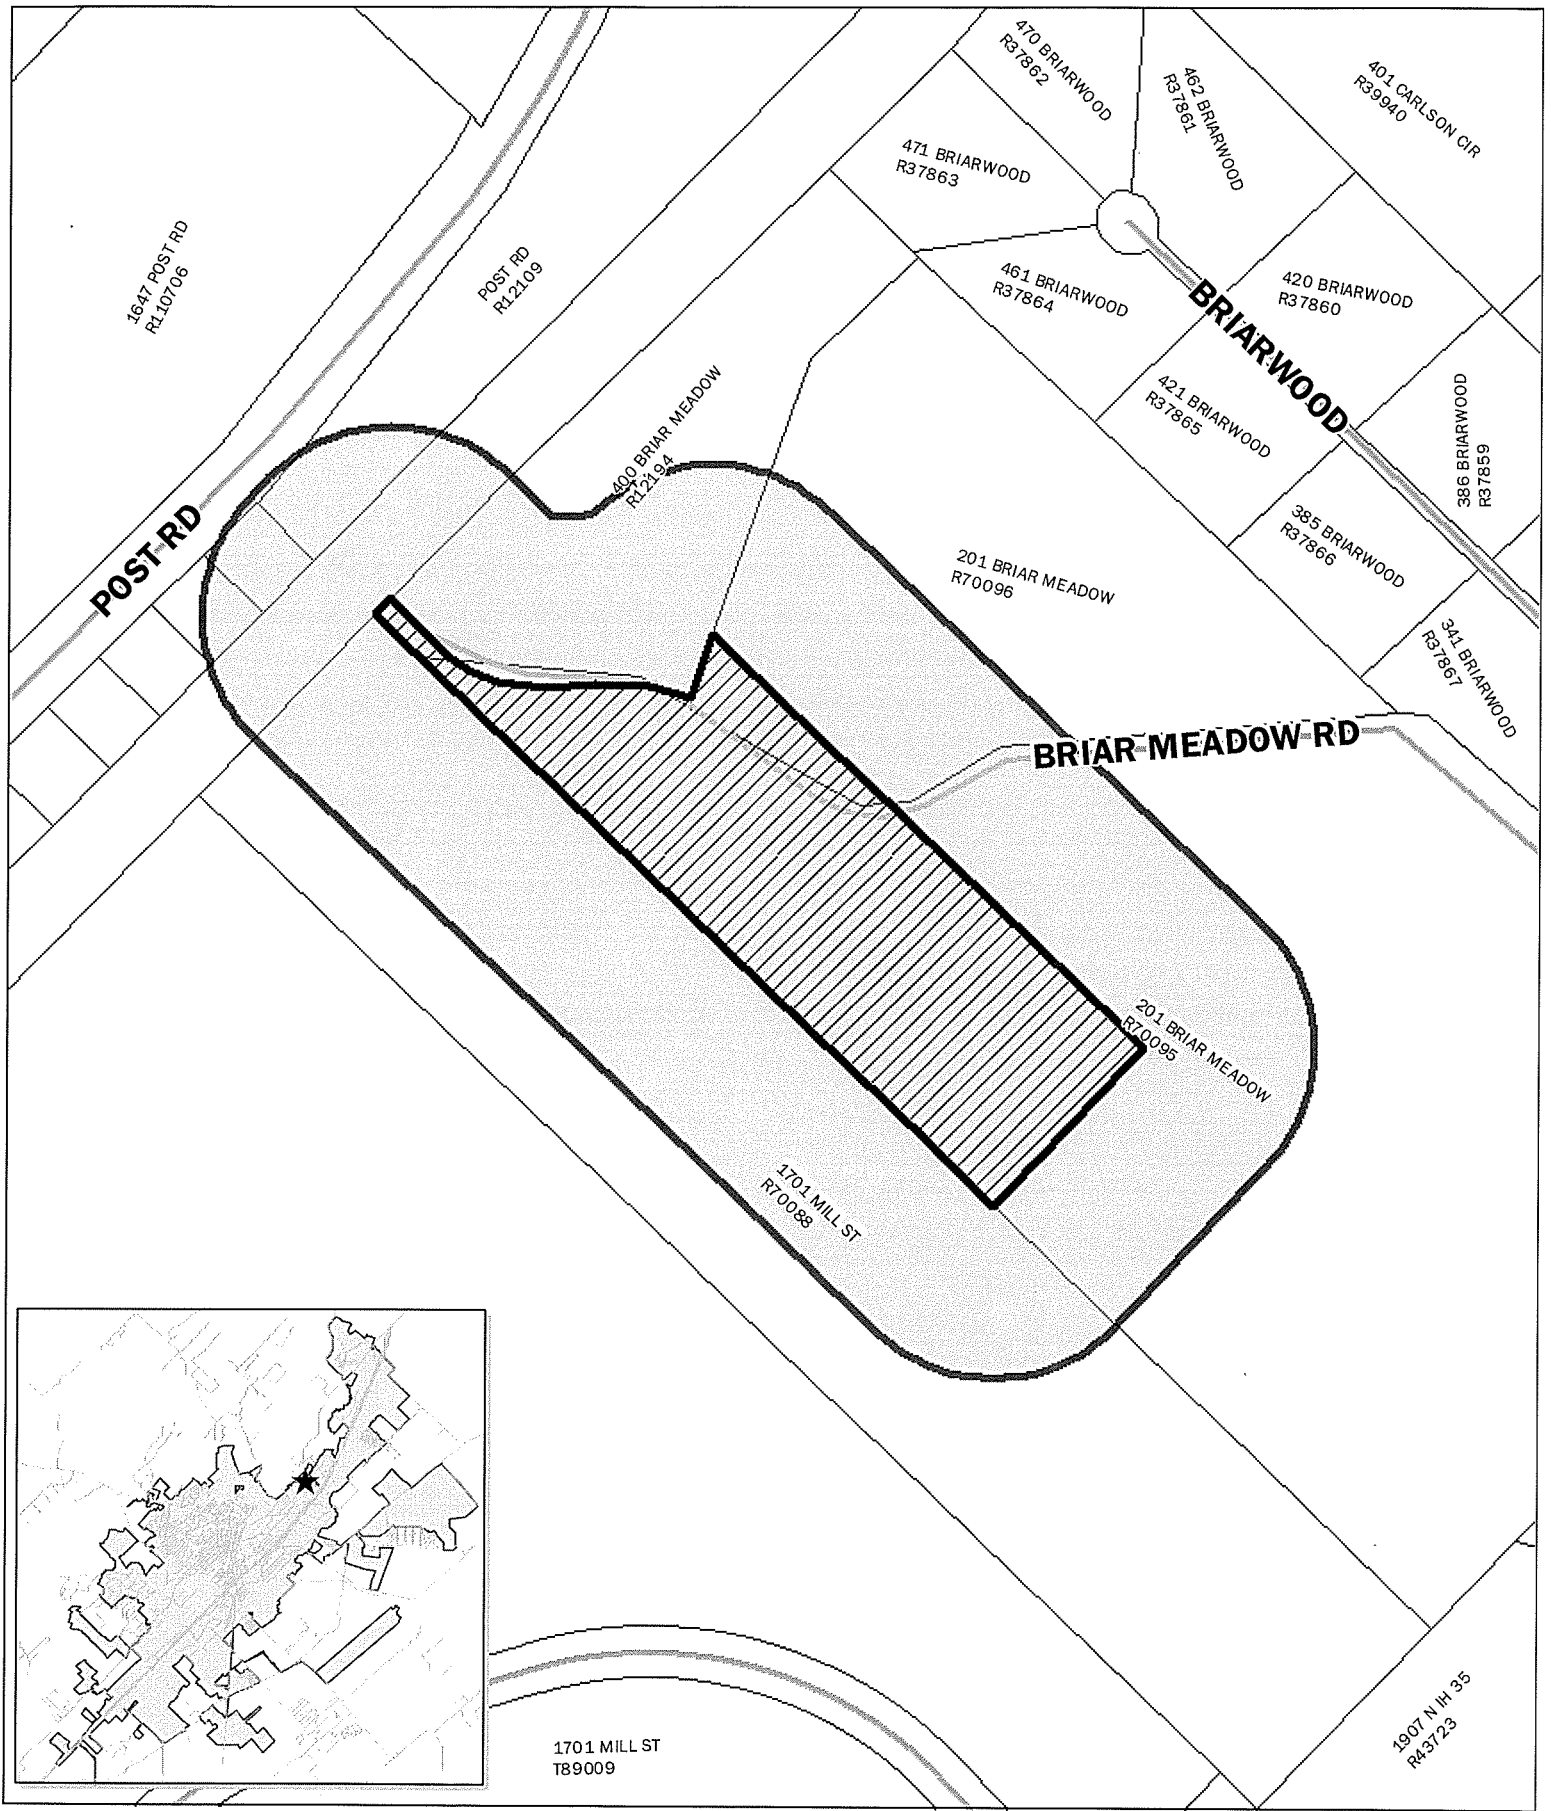 470 BRIARWOOD
R37862
462 BRIARWOOD
R37861
401 CARLSON CIR
R39940
471 BRIARWOOD
R37863
1647 POST RD
R110706
POST RD
R12109
461 BRIARWOOD
R37864
BRIARWOOD
420 BRIARWOOD
R37860
421 BRIARWOOD
R37865
386 BRIARWOOD
R37859
400 BRIAR MEADOW
R12194
POST RD
385 BRIARWOOD
R37866
201 BRIAR MEADOW
R70096
341 BRIARWOOD
R37867
BRIAR MEADOW RD
201 BRIAR MEADOW
R70095
1701 MILL ST
R70088
1701 MILL ST
T89009
1907 N IH 35
R43723